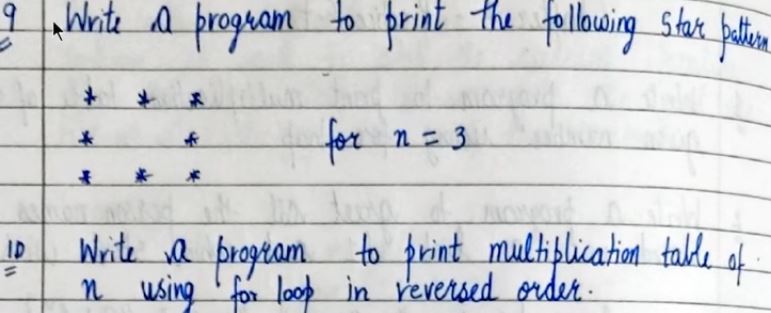 9 Write a program to print the following star pattern
* * *
*   * for n = 3
* * *
10 Write a program to print multiplication table of
n using for loop in reversed order.